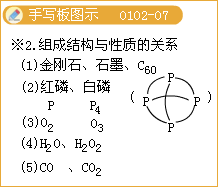 手写板图示 0102-07
※2.组成结构与性质的关系
(1)金刚石、石墨、C₆₀
(2)红磷、白磷
P P₄
(3)O₂ O₃
(4)H₂O、H₂O₂
(5)CO 、CO₂
( P P P P )